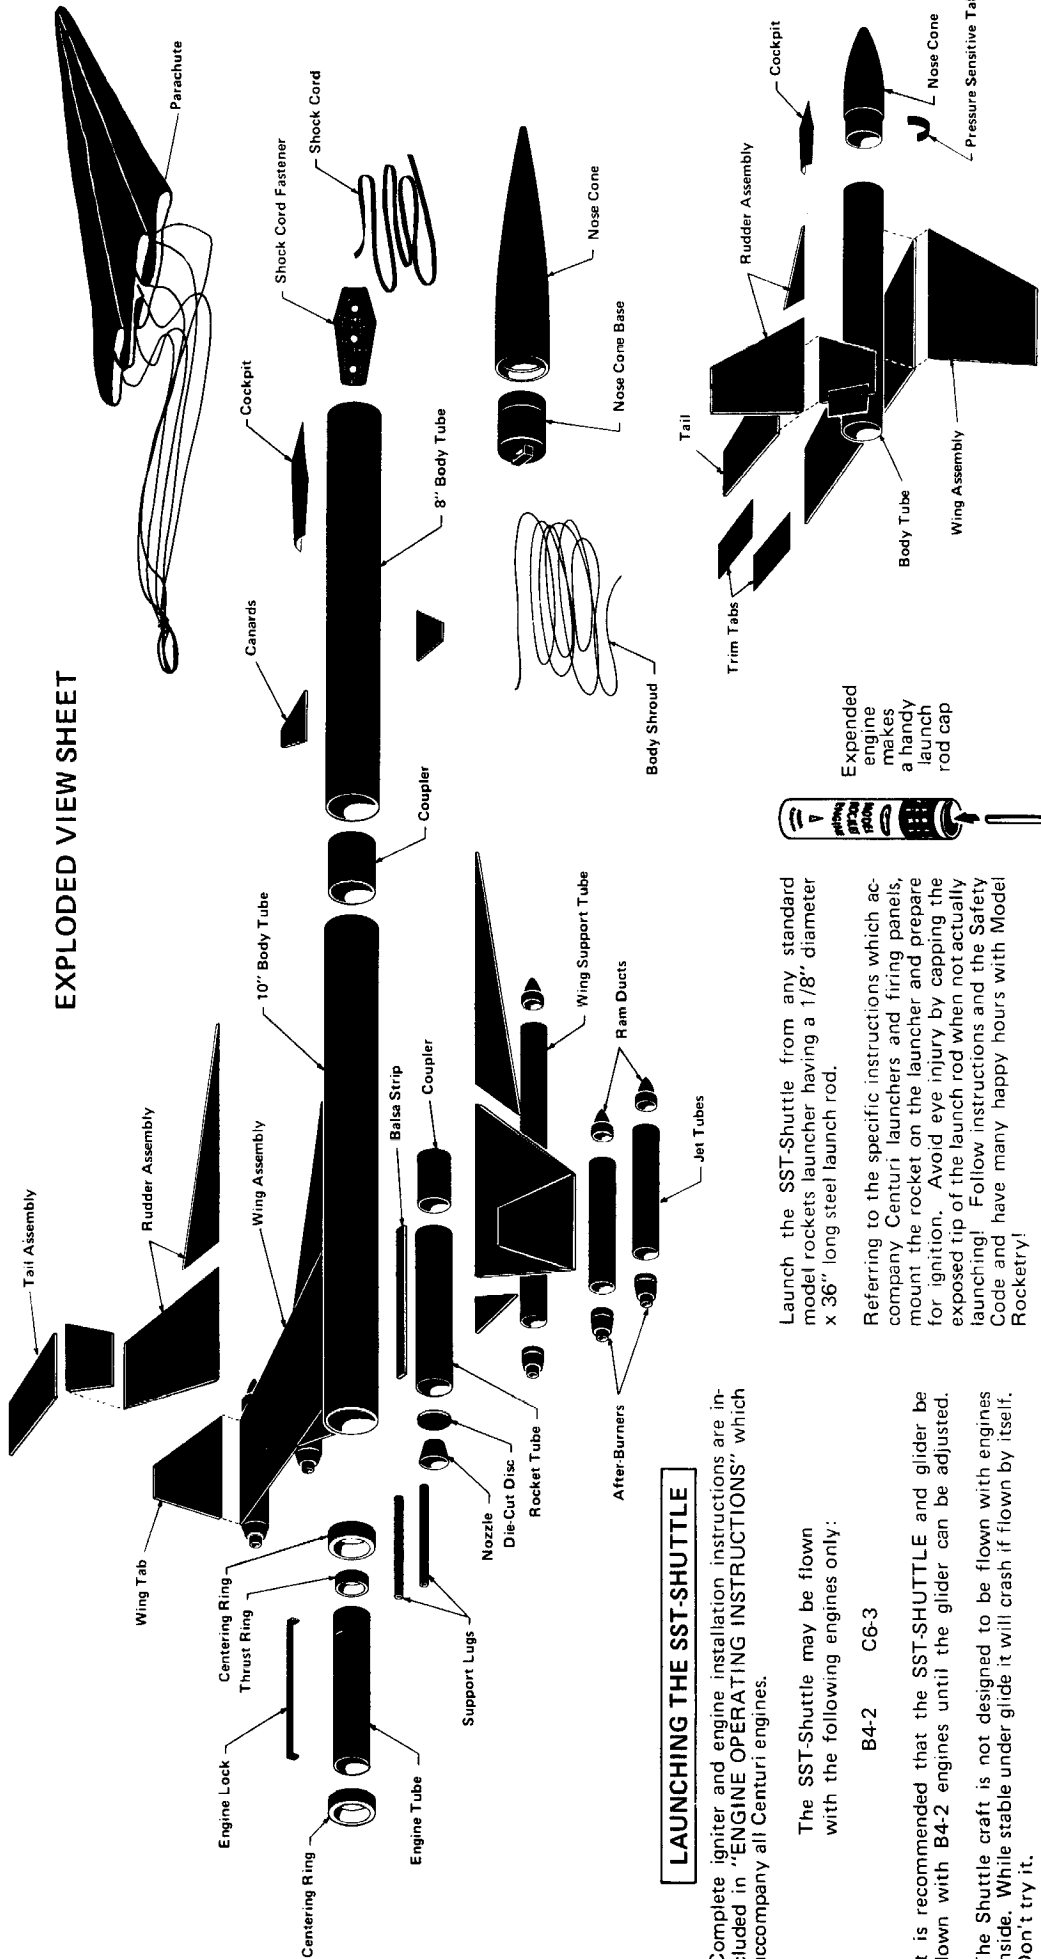 EXPLODED VIEW SHEET
Parachute
Shock Cord
Shock Cord Fastener
Cockpit
8" Body Tube
Canards
Coupler
10" Body Tube
Nose Cone
Nose Cone Base
Body Shroud
Tail Assembly
Rudder Assembly
Wing Assembly
Wing Tab
Balsa Strip
Coupler
Wing Support Tube
Ram Ducts
Jet Tubes
After-Burners
Rocket Tube
Die-Cut Disc
Nozzle
Support Lugs
Centering Ring
Thrust Ring
Engine Lock
Engine Tube
Centering Ring
Cockpit
Nose Cone
Pressure Sensitive
Rudder Assembly
Tail
Trim Tabs
Body Tube
Wing Assembly
LAUNCHING THE SST-SHUTTLE
Complete igniter and engine installation instructions are in-
cluded in "ENGINE OPERATING INSTRUCTIONS" which
accompany all Centuri engines.
The SST-Shuttle may be flown
with the following engines only:
B4-2 C6-3
t is recommended that the SST-SHUTTLE and glider be
lown with B4-2 engines until the glider can be adjusted.
he Shuttle craft is not designed to be flown with engines
nside. While stable under glide it will crash if flown by itself.
Don't try it.
Launch the SST-Shuttle from any standard
model rockets launcher having a 1/8" diameter
x 36" long steel launch rod.
Referring to the specific instructions which ac-
company Centuri launchers and firing panels,
mount the rocket on the launcher and prepare
for ignition. Avoid eye injury by capping the
exposed tip of the launch rod when not actually
launching! Follow instructions and the Safety
Code and have many happy hours with Model
Rocketry!
Expended
engine
makes
a handy
launch
rod cap
MODEL
ROCKET
ENGINE